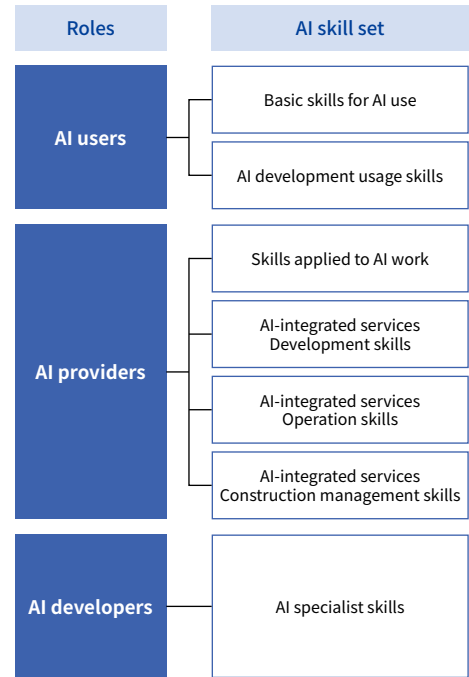 Roles
AI skill set
AI users
Basic skills for AI use
AI development usage skills
AI providers
Skills applied to AI work
AI-integrated services
Development skills
AI-integrated services
Operation skills
AI-integrated services
Construction management skills
AI developers
AI specialist skills